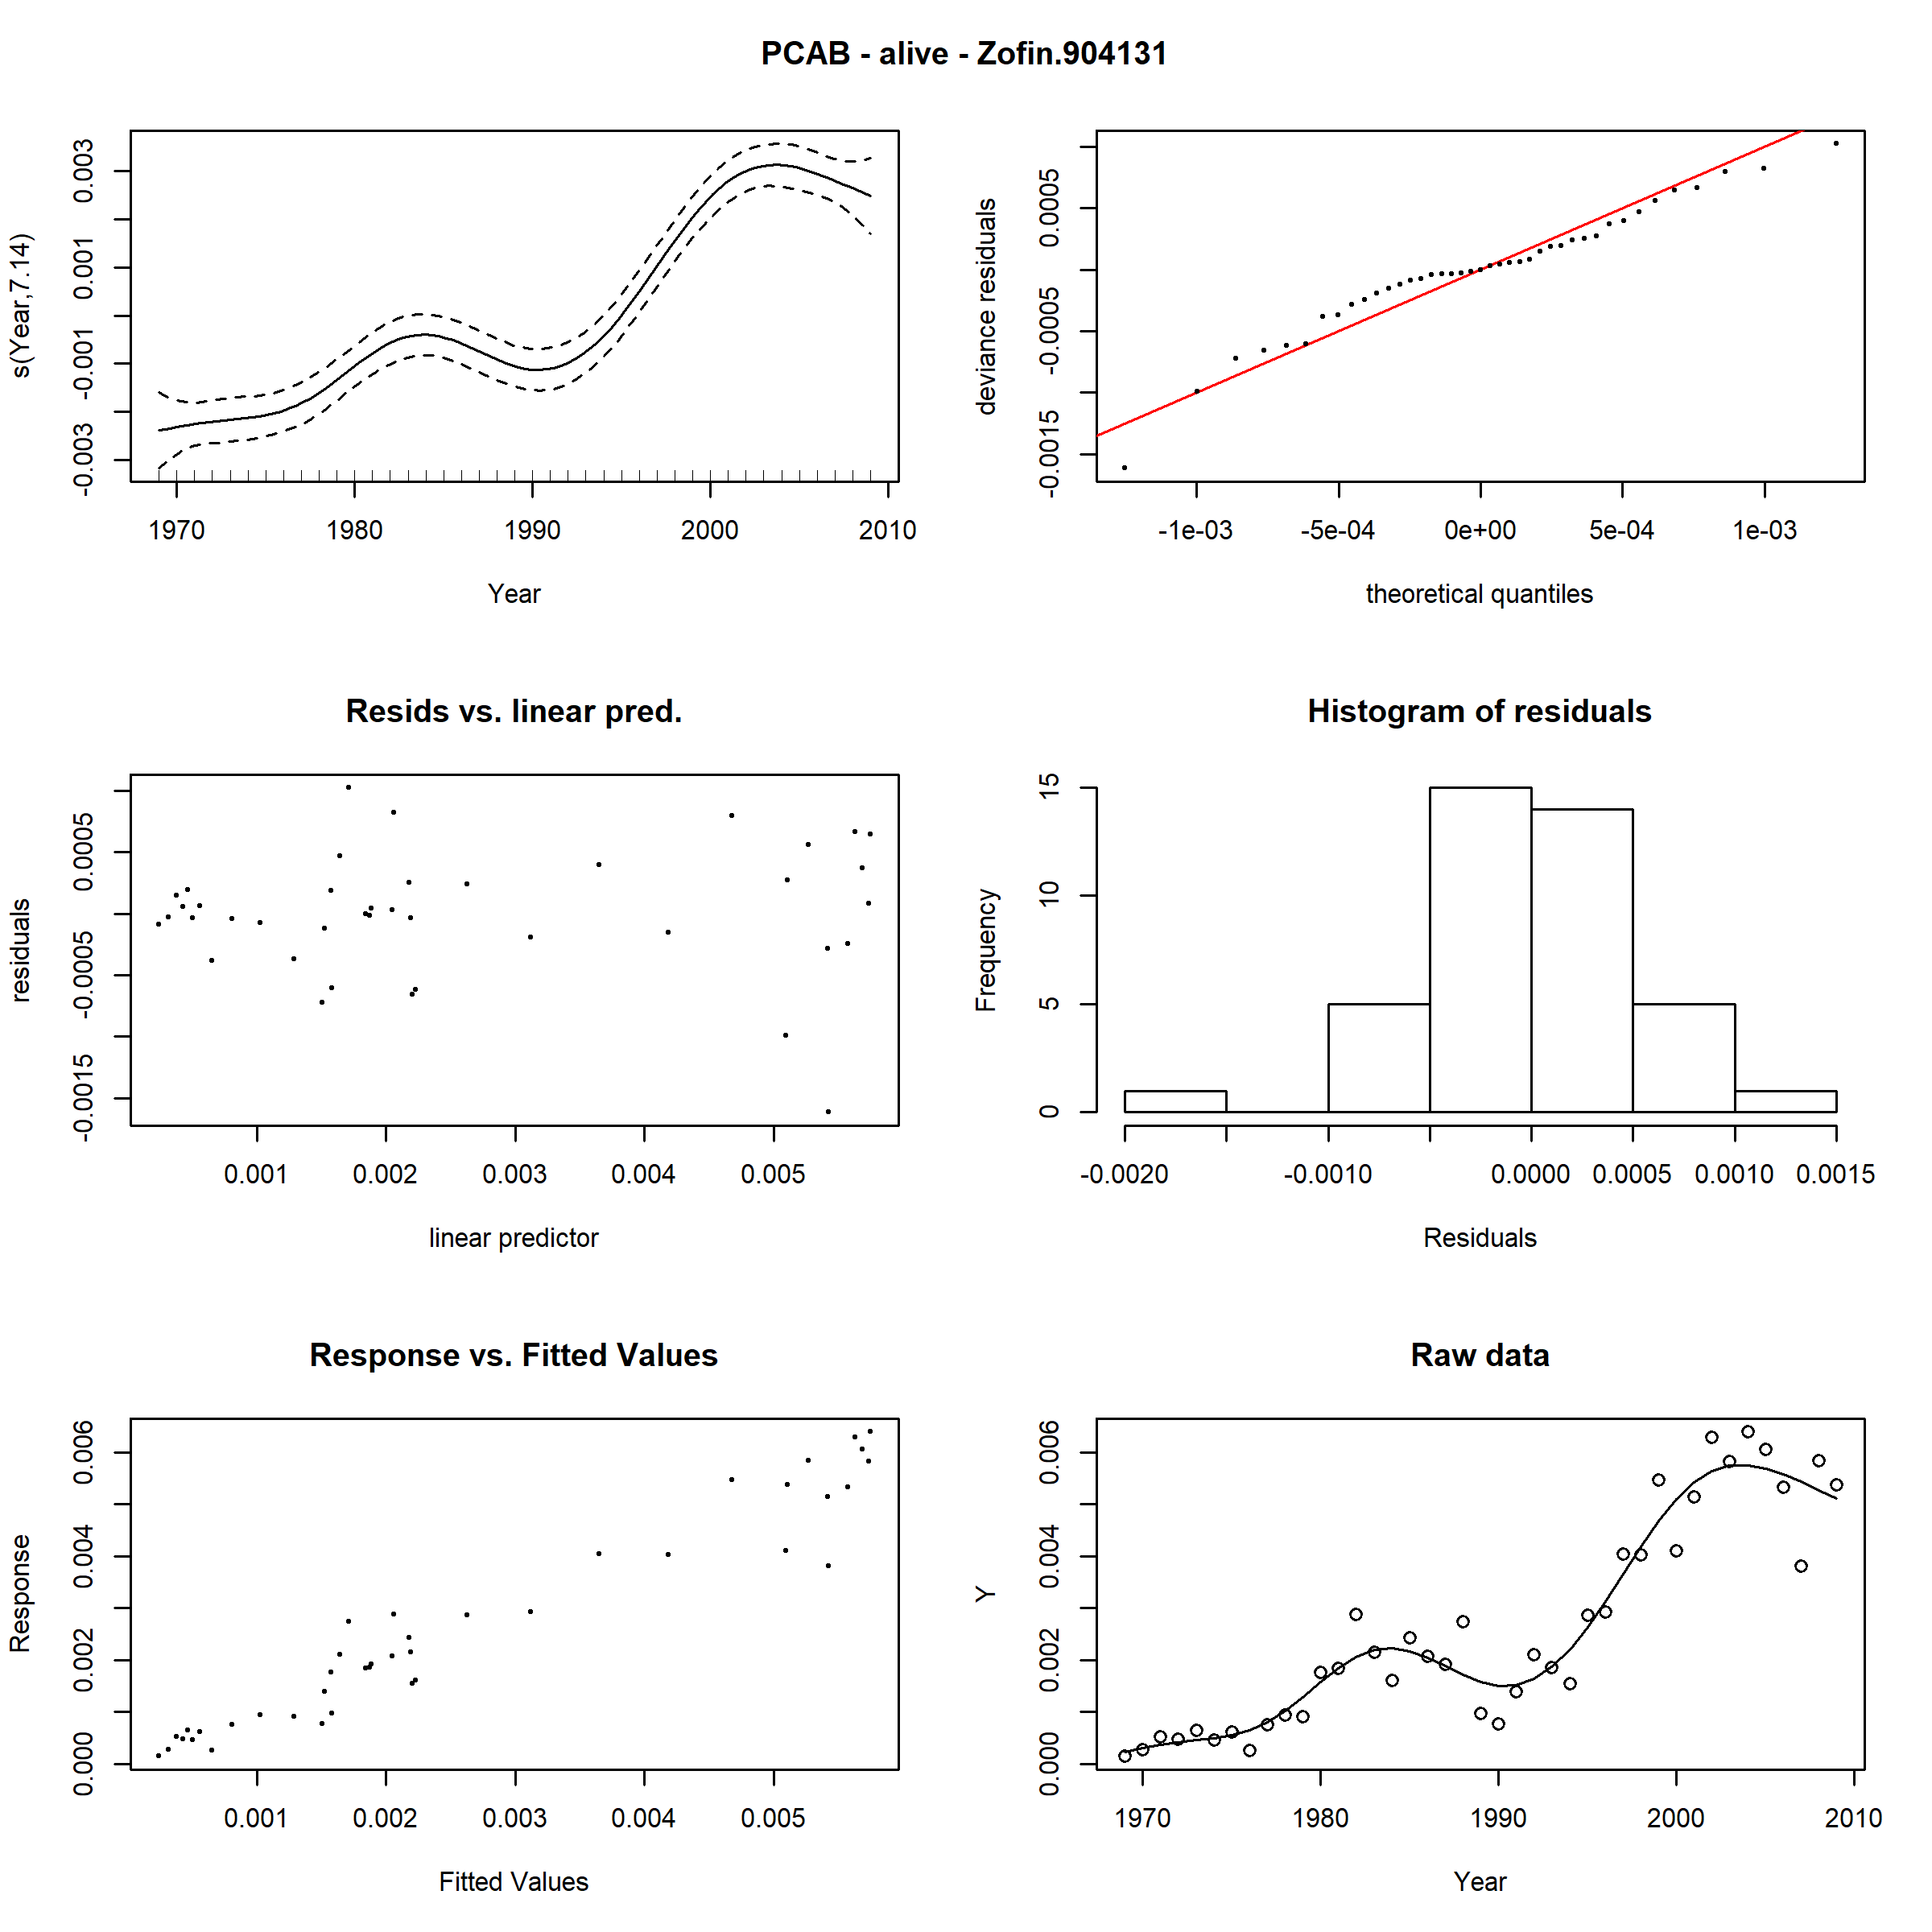 PCAB - alive - Zofin.904131
s(Year,7.14)
-0.003 -0.001 0.001 0.003
1970 1980 1990 2000 2010
Year
deviance residuals
-0.0015 -0.0005 0.0005
-1e-03 -5e-04 0e+00 5e-04 1e-03
theoretical quantiles
Resids vs. linear pred.
residuals
-0.0015 -0.0005 0.0005
0.001 0.002 0.003 0.004 0.005
linear predictor
Histogram of residuals
Frequency
0 5 10 15
-0.0020 -0.0010 0.0000 0.0005 0.0010 0.0015
Residuals
Response vs. Fitted Values
Response
0.000 0.002 0.004 0.006
0.001 0.002 0.003 0.004 0.005
Fitted Values
Raw data
Y
0.000 0.002 0.004 0.006
1970 1980 1990 2000 2010
Year